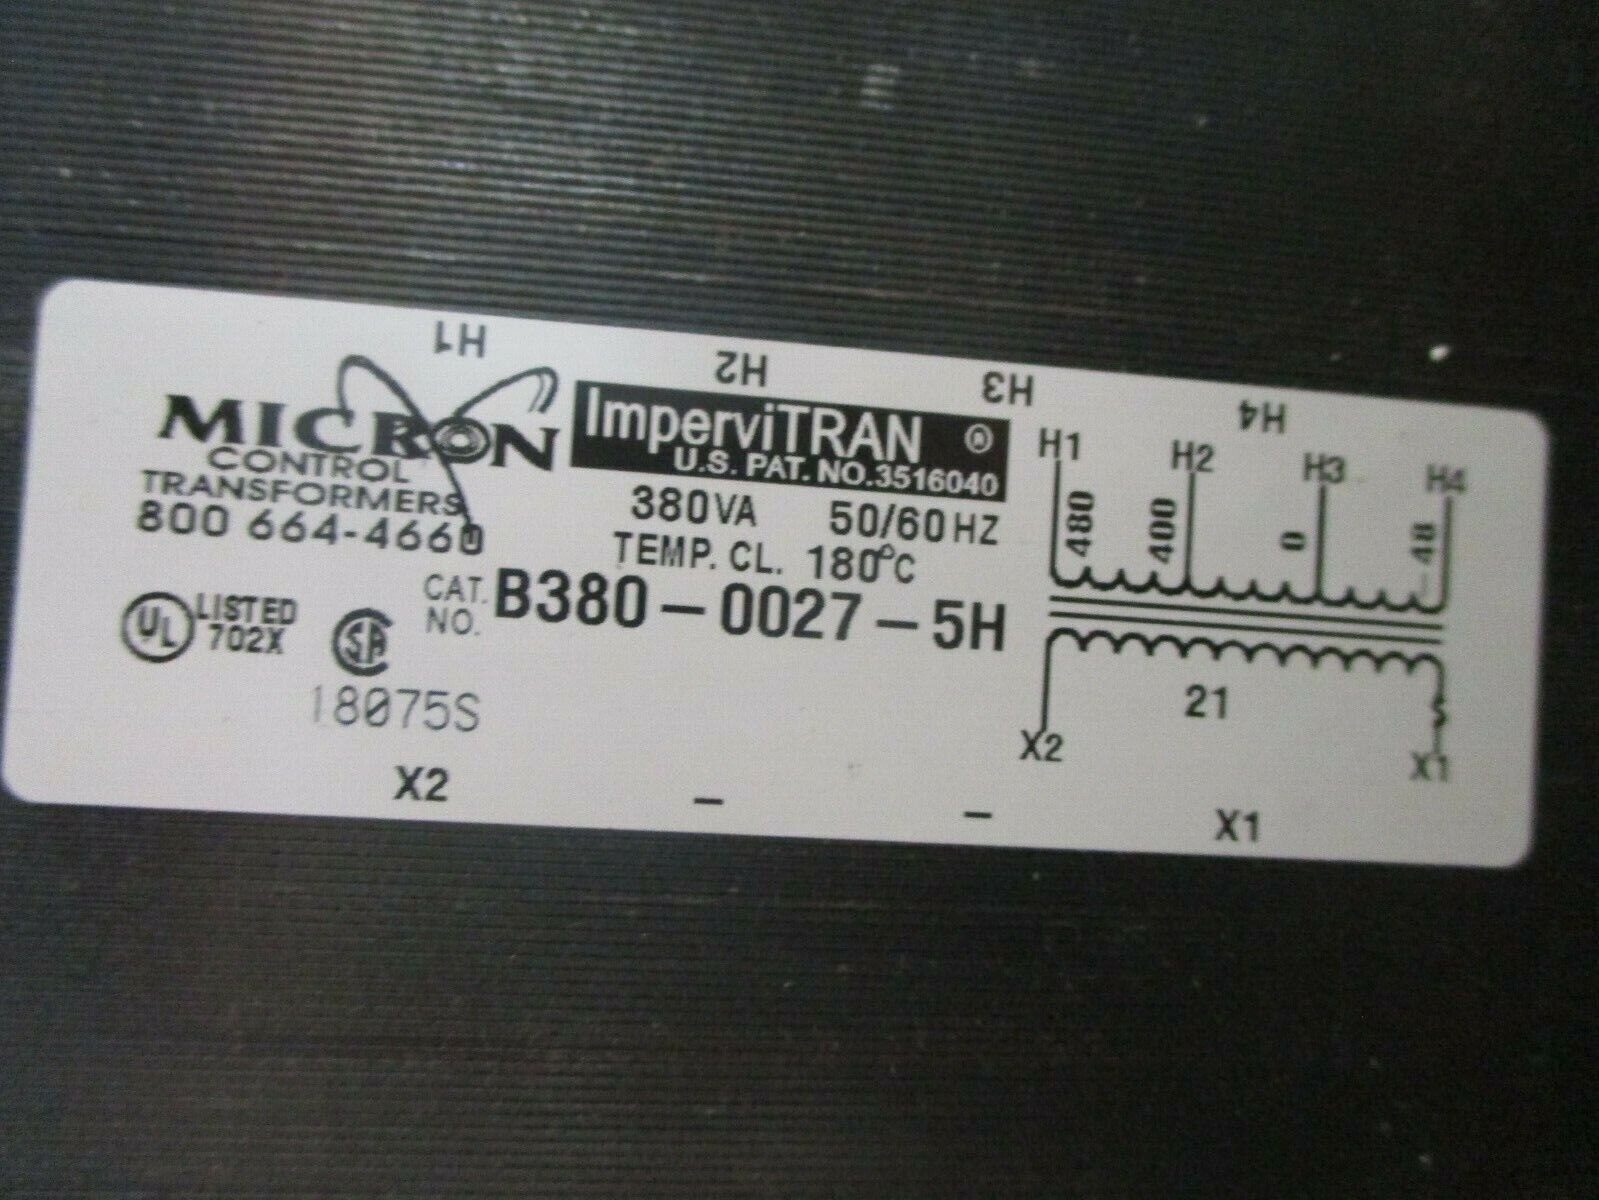 H1 H2 H3 H4
MICRON
CONTROL
TRANSFORMERS
800 664-4660
ImperviTRAN ®
U.S. PAT. NO. 3516040
380VA 50/60 HZ
TEMP. CL. 180°C
CAT. NO. B380-0027-5H
UL LISTED
702X
SA
18075S
H1 H2 H3 H4
480 400 0 48
21
X2 X1
X2 – – X1